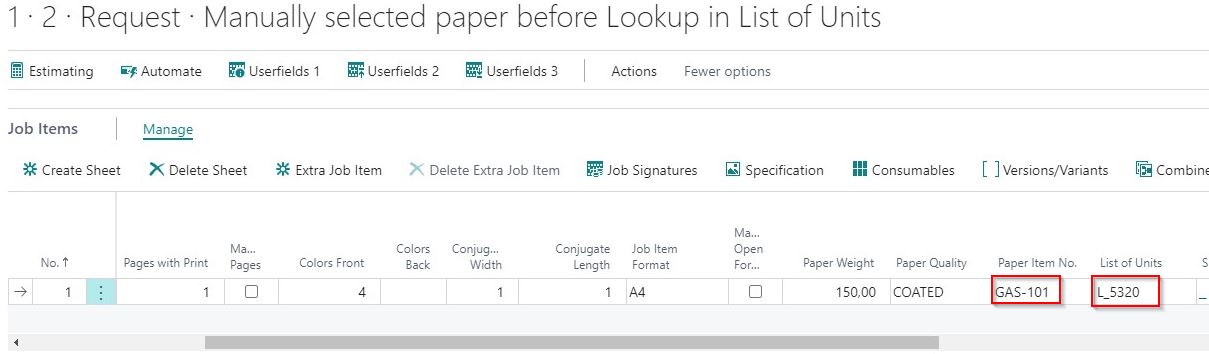 1 · 2 · Request · Manually selected paper before Lookup in List of Units
Estimating Automate Userfields 1 Userfields 2 Userfields 3 Actions Fewer options
Job Items Manage
Create Sheet Delete Sheet Extra Job Item Delete Extra Job Item Job Signatures Specification Consumables Versions/Variants Combine
No. ↑
Pages with Print
Ma...
Pages
Colors Front
Colors
Back
Conjug...
Width
Conjugate
Length
Job Item
Format
Ma...
Open
For...
Paper Weight
Paper Quality
Paper Item No.
List of Units
S
1 1 4 1 1 A4 150,00 COATED GAS-101 L_5320